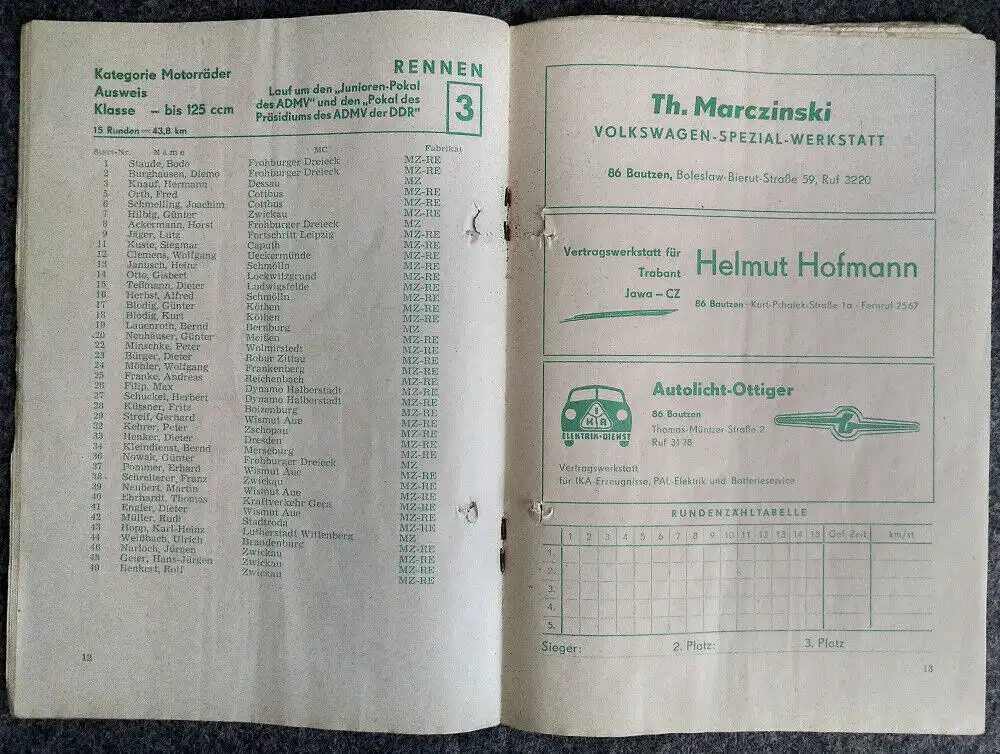 Kategorie Motorräder
Ausweis
Klasse – bis 125 ccm
RENNEN
Lauf um den „Junioren-Pokal
des ADMV" und den „Pokal des
Präsidiums des ADMV der DDR"
3
15 Runden = 43,8 km
Start-Nr. Name MC Fabrikat
1 Staude, Bodo Frohburger Dreieck MZ-RE
2 Burghausen, Diemo Frohburger Dreieck MZ-RE
3 Knauf, Hermann Dessau MZ
5 Orth, Fred Cottbus MZ-RE
6 Schmelling, Joachim Cottbus MZ-RE
7 Hilbig, Günter Zwickau MZ-RE
8 Ackermann, Horst Frohburger Dreieck MZ
9 Jäger, Lutz Fortschritt Leipzig MZ-RE
11 Kuste, Siegmar Caputh MZ-RE
12 Clemens, Wolfgang Ueckermünde MZ-RE
13 Janusch, Heinz Schmölln MZ-RE
14 Otto, Gisbert Lockwitzgrund MZ-RE
15 Teßmann, Dieter Ludwigsfelde MZ-RE
16 Herbst, Alfred Schmölln MZ
17 Blodig, Günter Köthen MZ-RE
18 Blodig, Kurt Köthen MZ-RE
19 Lauenroth, Bernd Bernburg MZ
20 Neuhäuser, Günter Meißen MZ-RE
22 Minschke, Peter Wolmirstedt MZ-RE
23 Bürger, Dieter Robur Zittau MZ-RE
24 Möhler, Wolfgang Frankenberg MZ-RE
25 Franke, Andreas Reichenbach MZ-RE
26 Filip, Max Dynamo Halberstadt MZ-RE
27 Schuckel, Herbert Dynamo Halberstadt MZ-RE
28 Küssner, Fritz Boizenburg MZ-RE
29 Streif, Gerhard Wismut Aue MZ-RE
32 Kehrer, Peter Zschopau MZ-RE
33 Henker, Dieter Dresden MZ-RE
34 Kleindienst, Bernd Merseburg MZ-RE
36 Nowak, Günter Frohburger Dreieck MZ
37 Pommer, Erhard Wismut Aue MZ-RE
38 Schreiterer, Franz Zwickau MZ-RE
39 Neubert, Martin Wismut Aue MZ-RE
40 Ehrhardt, Thomas Kraftverkehr Gera MZ-RE
41 Engler, Dieter Wismut Aue MZ-RE
42 Müller, Rudi Stadtroda MZ-RE
43 Hopp, Karl-Heinz Lutherstadt Wittenberg MZ
44 Weißbach, Ulrich Brandenburg MZ-RE
46 Narloch, Jürgen Zwickau MZ-RE
48 Geier, Hans-Jürgen Zwickau MZ-RE
49 Benkert, Rolf Zwickau MZ-RE
12
Th. Marczinski
VOLKSWAGEN-SPEZIAL-WERKSTATT
86 Bautzen, Boleslaw-Bierut-Straße 59, Ruf 3220
Vertragswerkstatt für
Trabant
Jawa – CZ
Helmut Hofmann
86 Bautzen · Kurt-Pchalek-Straße 1a · Fernruf 2567
IKA
ELEKTRIK-DIENST
Autolicht-Ottiger
86 Bautzen
Thomas-Müntzer-Straße 2
Ruf 3178
Vertragswerkstatt
für IKA-Erzeugnisse, PAL-Elektrik und Batterieservice
RUNDENZÄHLTABELLE
1 2 3 4 5 6 7 8 9 10 11 12 13 14 15 Gef. Zeit km/st
1.
2.
3.
4.
5.
Sieger: 2. Platz: 3. Platz
13